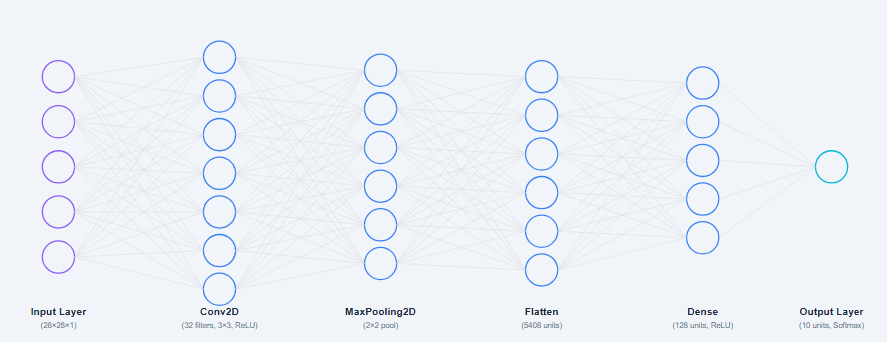 Input Layer
(28×28×1)
Conv2D
(32 filters, 3×3, ReLU)
MaxPooling2D
(2×2 pool)
Flatten
(5408 units)
Dense
(128 units, ReLU)
Output Layer
(10 units, Softmax)